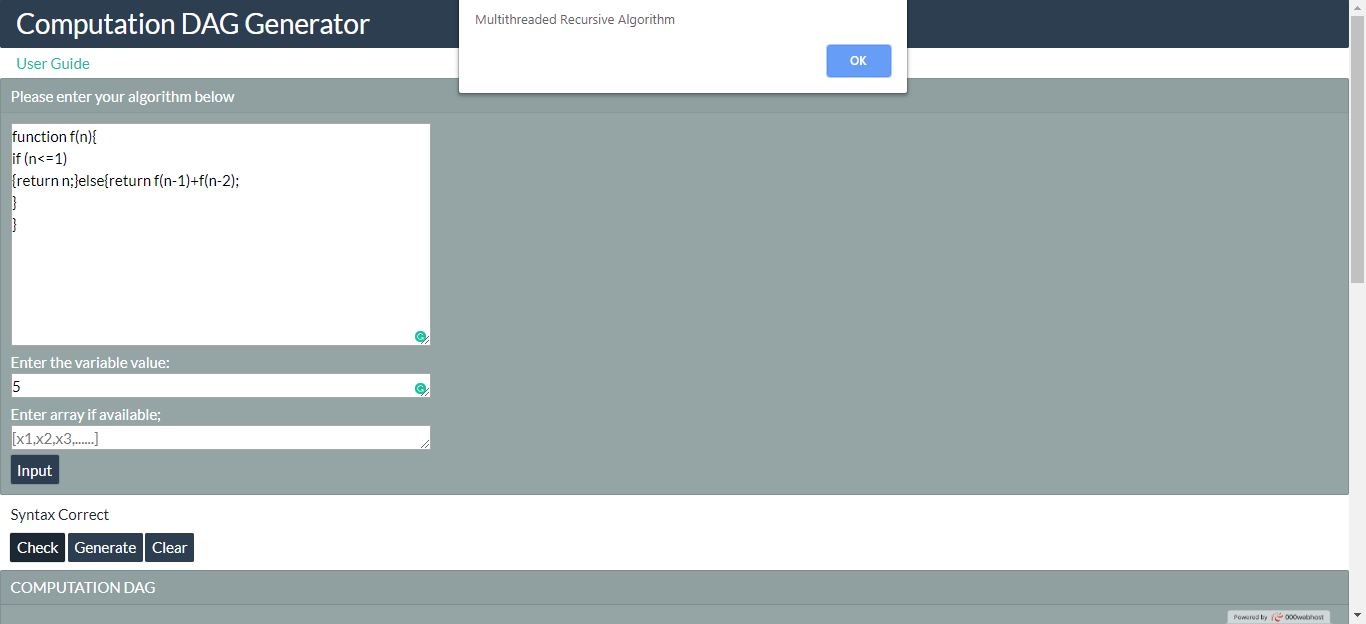 Computation DAG Generator
Multithreaded Recursive Algorithm
OK
User Guide
Please enter your algorithm below
function f(n){
if (n<=1)
{return n;}else{return f(n-1)+f(n-2);
}
}
Enter the variable value:
5
Enter array if available;
[x1,x2,x3,......]
Input
Syntax Correct
Check Generate Clear
COMPUTATION DAG
Powered by 000webhost